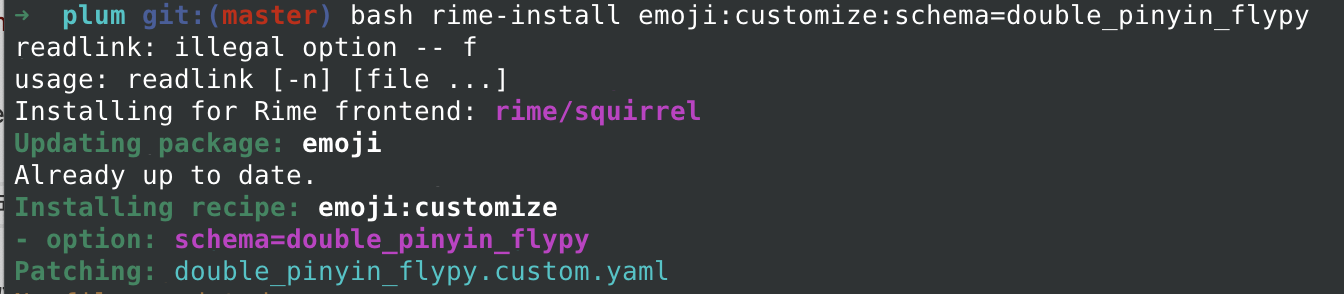 → plum git:(master) bash rime-install emoji:customize:schema=double_pinyin_flypy
readlink: illegal option -- f
usage: readlink [-n] [file ...]
Installing for Rime frontend: rime/squirrel
Updating package: emoji
Already up to date.
Installing recipe: emoji:customize
- option: schema=double_pinyin_flypy
Patching: double_pinyin_flypy.custom.yaml